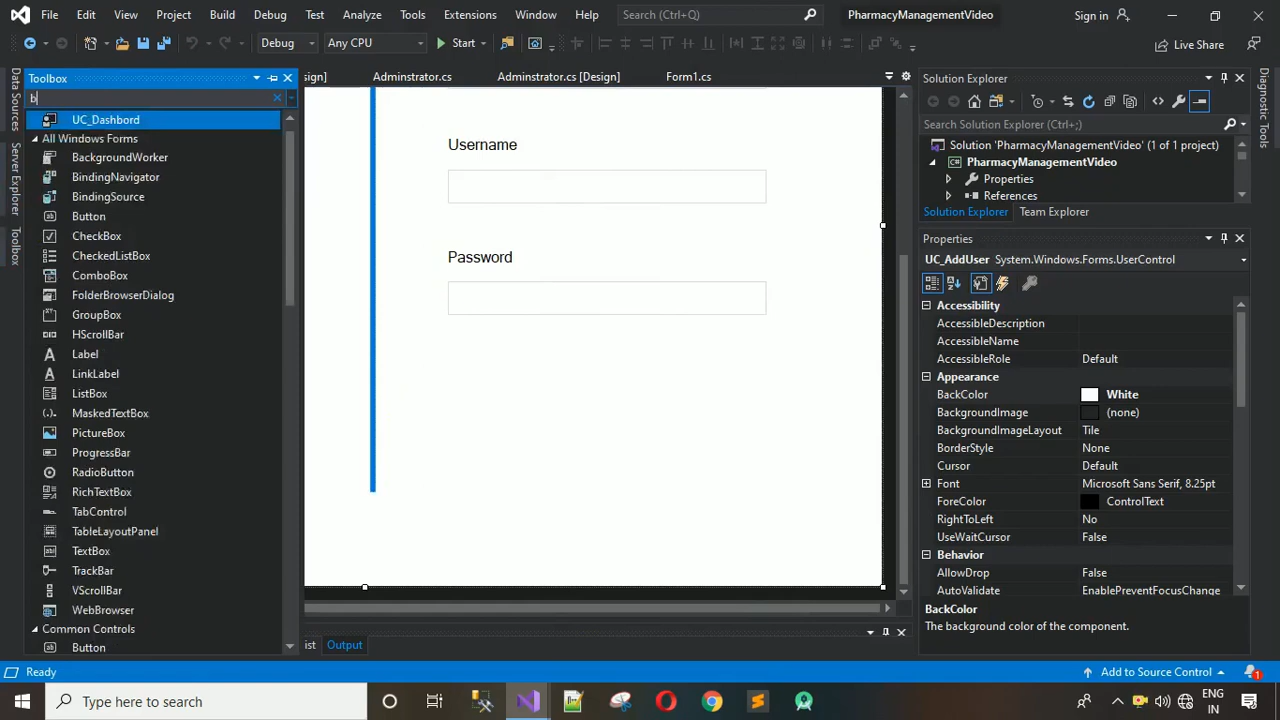 File Edit View Project Build Debug Test Analyze Tools Extensions Window Help Search (Ctrl+Q) PharmacyManagementVideo Sign in
Debug Any CPU Start Live Share
Data Sources
Server Explorer
Toolbox
Toolbox
b
UC_Dashbord
All Windows Forms
BackgroundWorker
BindingNavigator
BindingSource
Button
CheckBox
CheckedListBox
ComboBox
FolderBrowserDialog
GroupBox
HScrollBar
Label
LinkLabel
ListBox
MaskedTextBox
PictureBox
ProgressBar
RadioButton
RichTextBox
TabControl
TableLayoutPanel
TextBox
TrackBar
VScrollBar
WebBrowser
Common Controls
Button
sign] Adminstrator.cs Adminstrator.cs [Design] Form1.cs
Username
Password
ist Output
Solution Explorer
Search Solution Explorer (Ctrl+;)
Solution 'PharmacyManagementVideo' (1 of 1 project)
PharmacyManagementVideo
Properties
References
Solution Explorer Team Explorer
Properties
UC_AddUser System.Windows.Forms.UserControl
Accessibility
AccessibleDescription
AccessibleName
AccessibleRole Default
Appearance
BackColor White
BackgroundImage (none)
BackgroundImageLayout Tile
BorderStyle None
Cursor Default
Font Microsoft Sans Serif, 8.25pt
ForeColor ControlText
RightToLeft No
UseWaitCursor False
Behavior
AllowDrop False
AutoValidate EnablePreventFocusChange
BackColor
The background color of the component.
Diagnostic Tools
Ready Add to Source Control 1
Type here to search ENG
IN